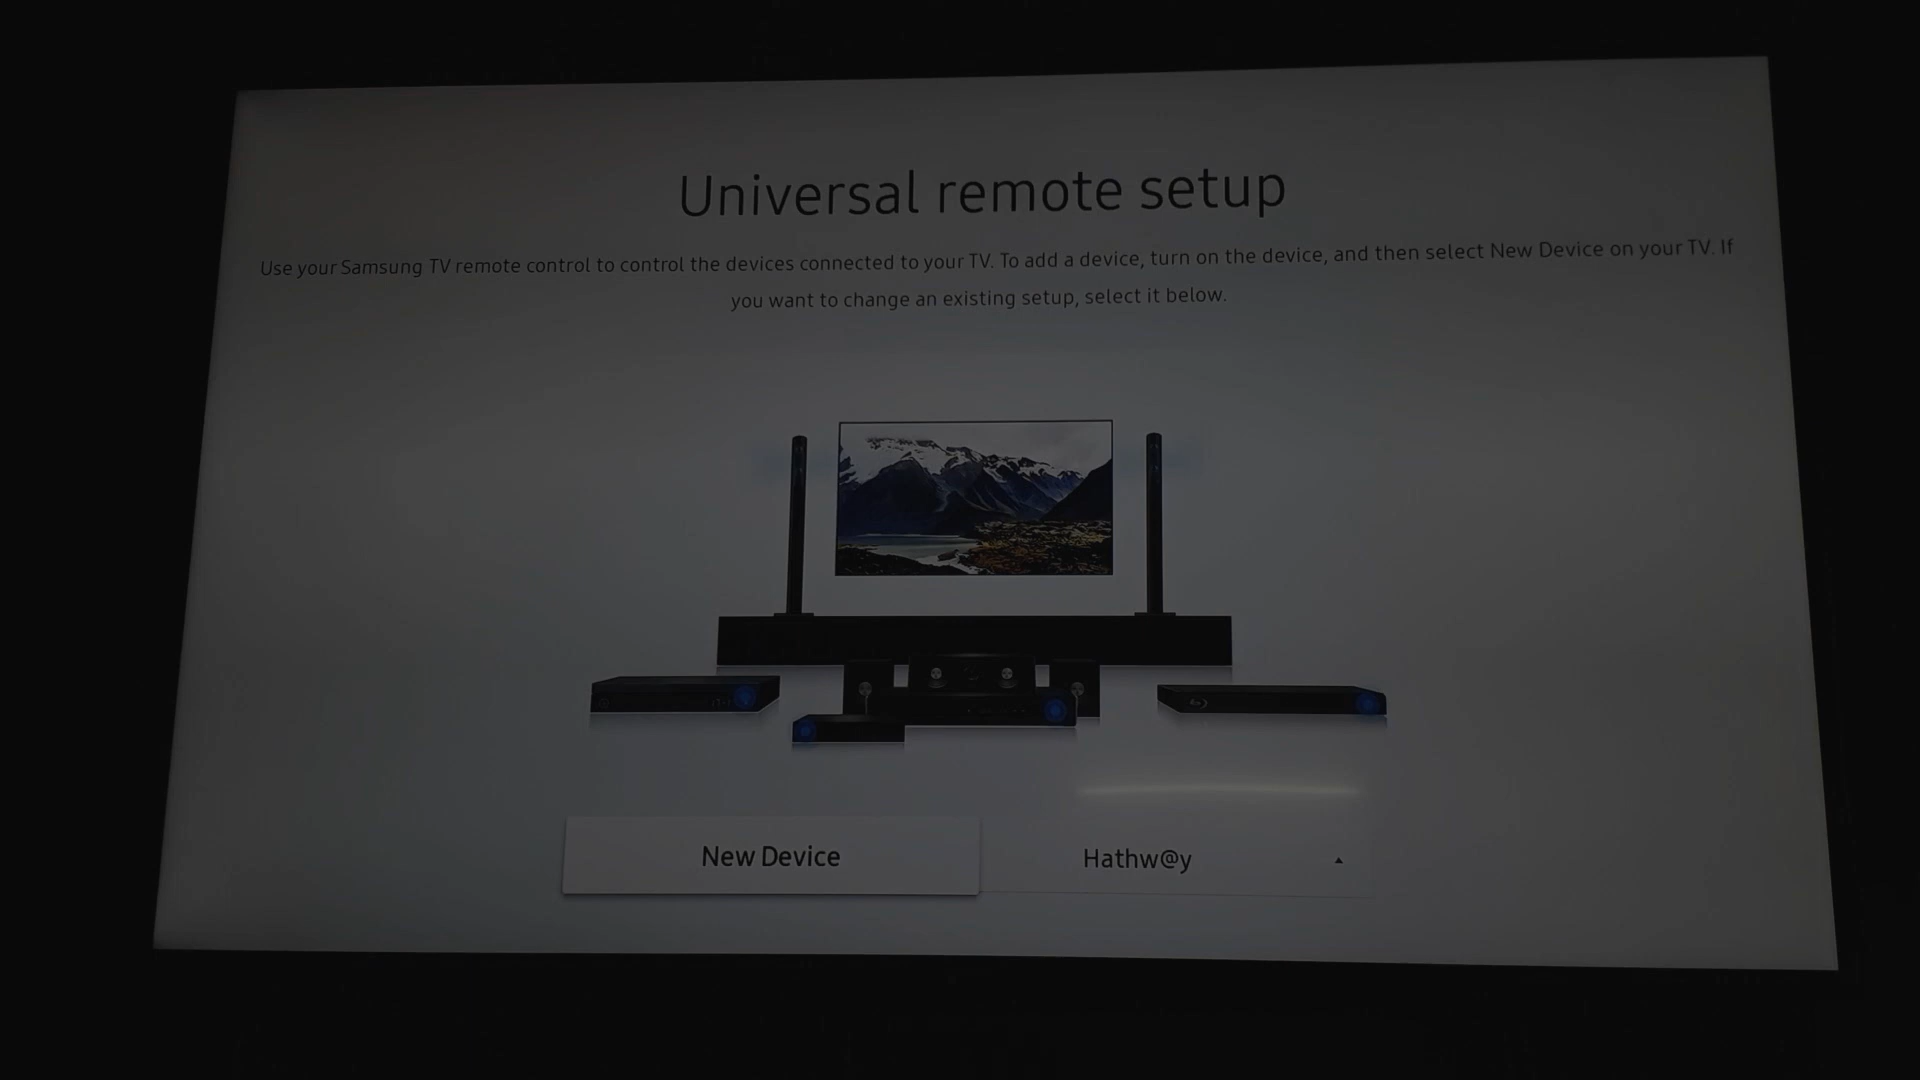 Universal remote setup
Use your Samsung TV remote control to control the devices connected to your TV. To add a device, turn on the device, and then select New Device on your TV. If
you want to change an existing setup, select it below.
New Device
Hathw@y